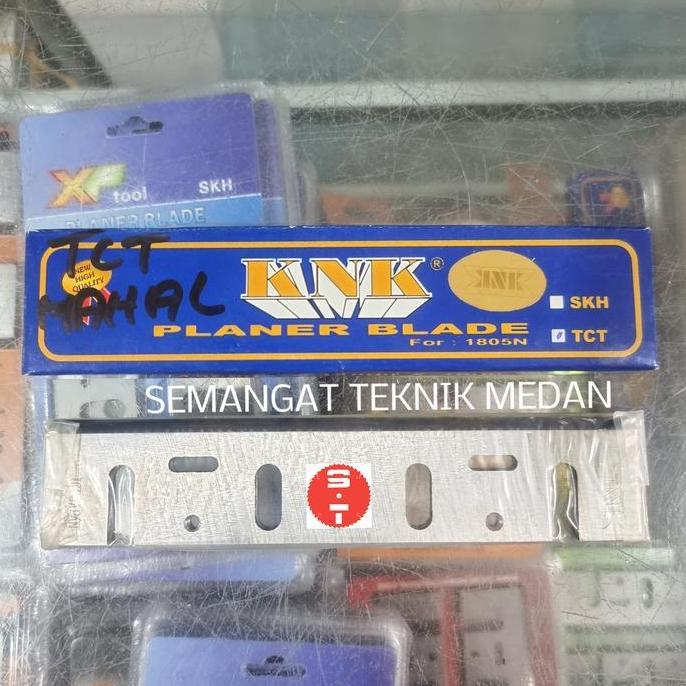 XP tool
SKH
PLANER BLADE
TCT
MAHAL
NEW
HIGH
QUALITY
KNK®
KNK
SKH
TCT
PLANER BLADE
For : 1805N
SEMANGAT TEKNIK MEDAN
S·T